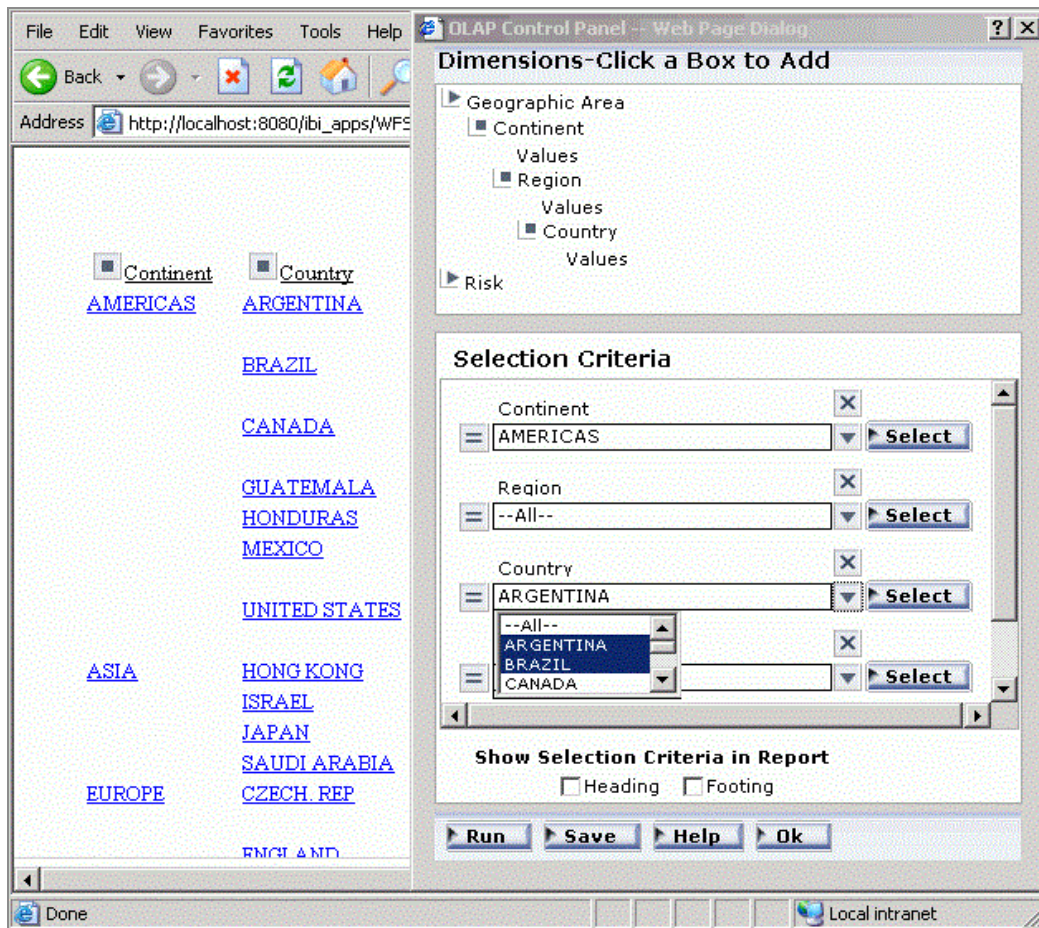 File Edit View Favorites Tools Help
Back
Address http://localhost:8080/ibi_apps/WFS
Continent Country
AMERICAS ARGENTINA
BRAZIL
CANADA
GUATEMALA
HONDURAS
MEXICO
UNITED STATES
ASIA HONG KONG
ISRAEL
JAPAN
SAUDI ARABIA
EUROPE CZECH. REP
ENGLAND
OLAP Control Panel -- Web Page Dialog
Dimensions-Click a Box to Add
Geographic Area
Continent
Values
Region
Values
Country
Values
Risk
Selection Criteria
Continent
= AMERICAS Select
Region
= --All-- Select
Country
= ARGENTINA Select
--All--
ARGENTINA
BRAZIL
CANADA
= Select
Show Selection Criteria in Report
Heading Footing
Run Save Help Ok
Done Local intranet